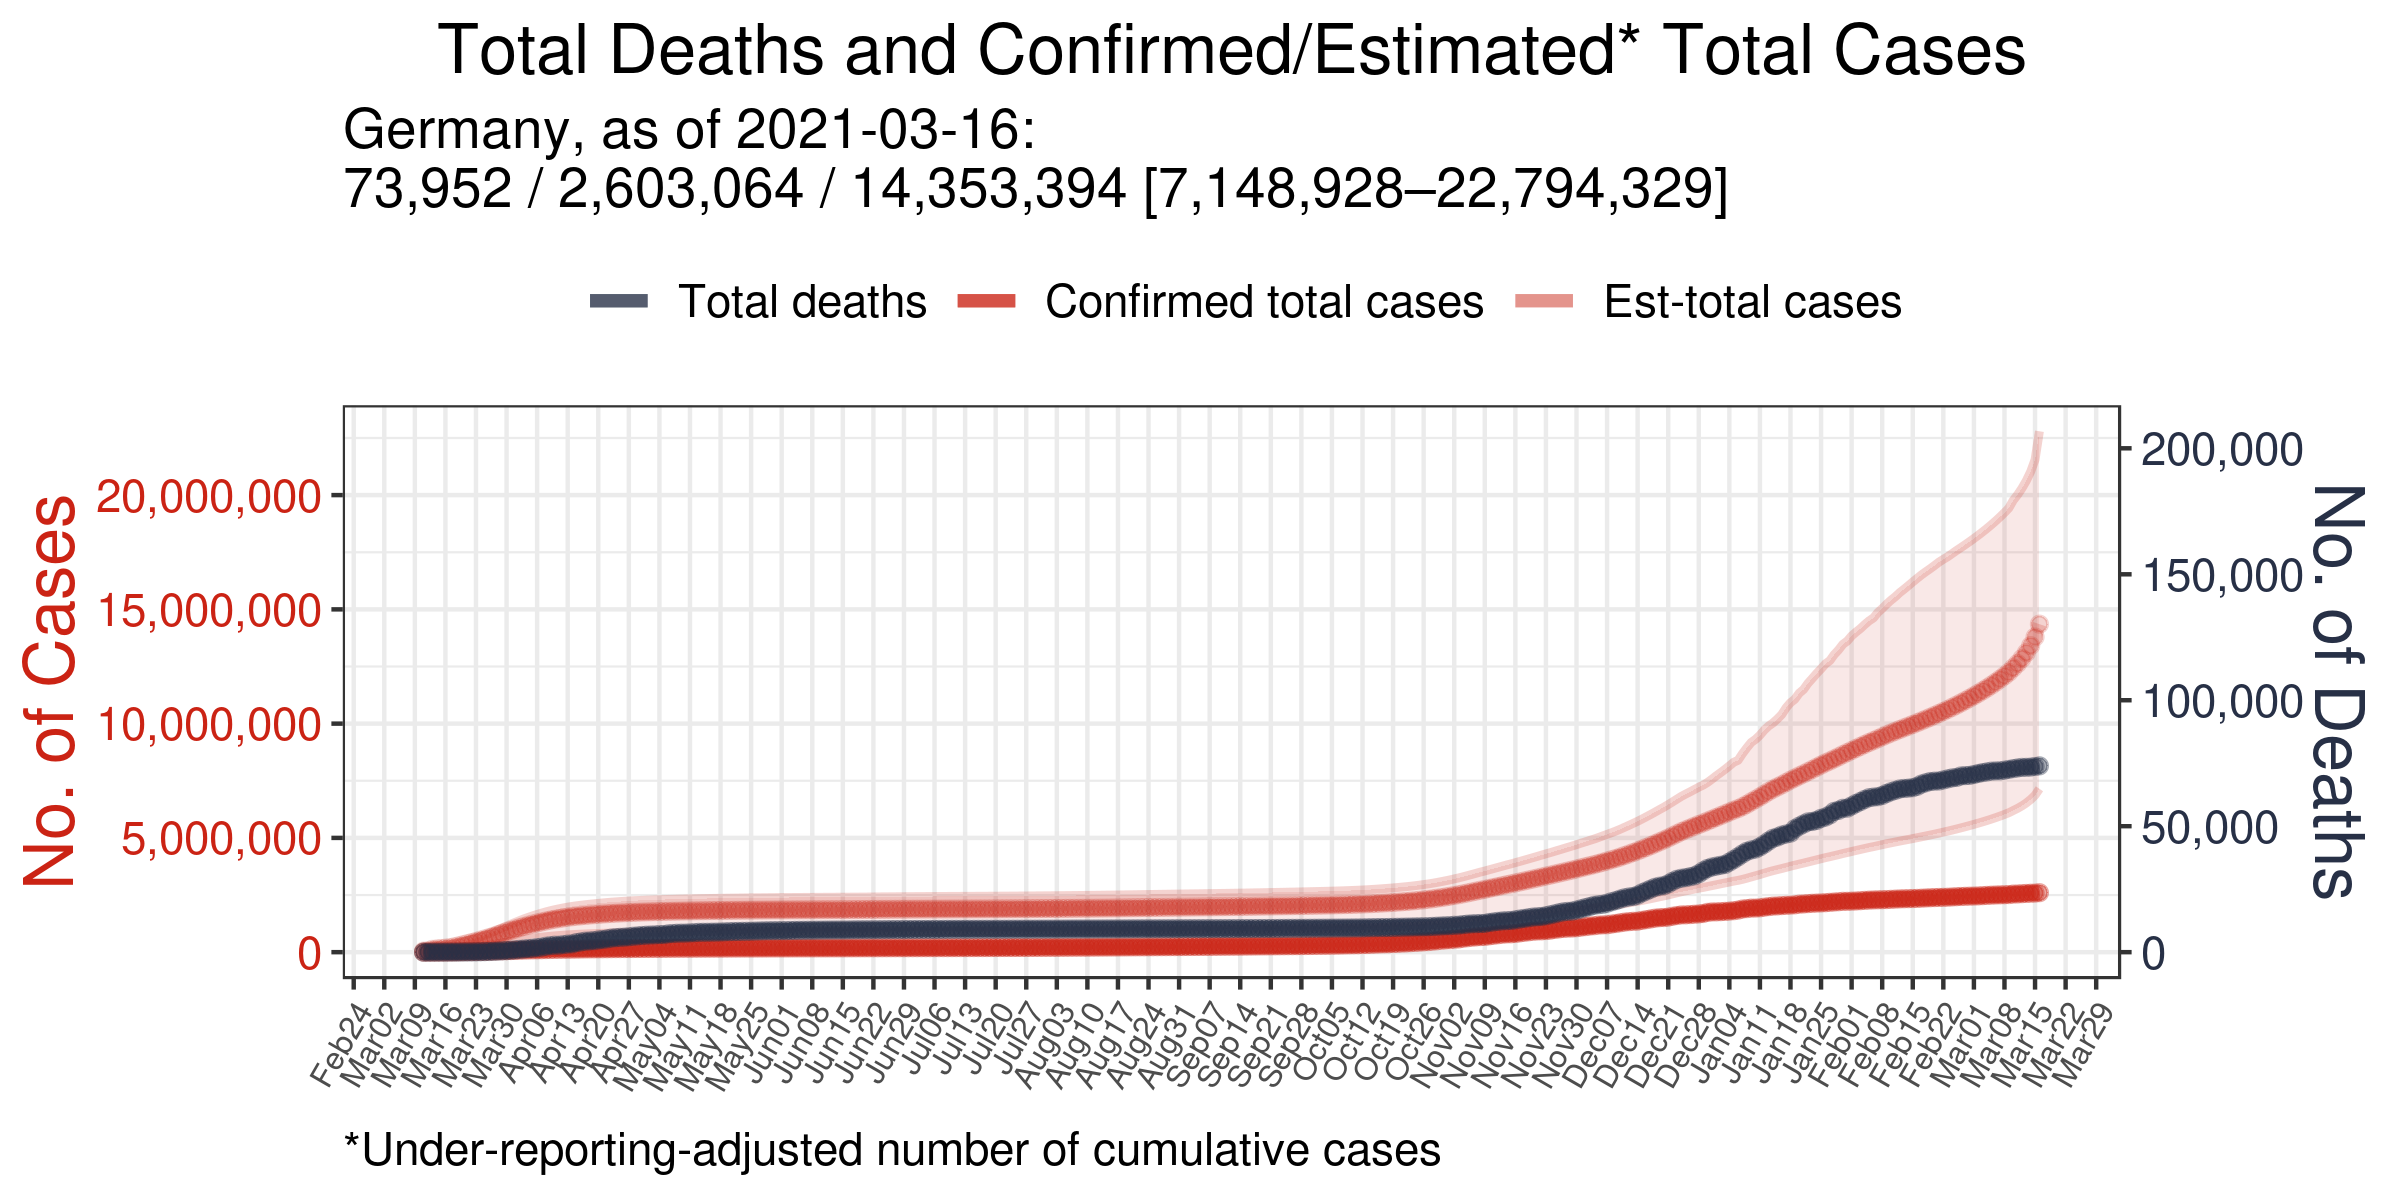 Total Deaths and Confirmed/Estimated* Total Cases
Germany, as of 2021-03-16:
73,952 / 2,603,064 / 14,353,394 [7,148,928–22,794,329]
Total deaths
Confirmed total cases
Est-total cases
No. of Cases
20,000,000
15,000,000
10,000,000
5,000,000
0
200,000
150,000
100,000
50,000
0
No. of Deaths
Feb24
Mar02
Mar09
Mar16
Mar23
Mar30
Apr06
Apr13
Apr20
Apr27
May04
May11
May18
May25
Jun01
Jun08
Jun15
Jun22
Jun29
Jul06
Jul13
Jul20
Jul27
Aug03
Aug10
Aug17
Aug24
Aug31
Sep07
Sep14
Sep21
Sep28
Oct05
Oct12
Oct19
Oct26
Nov02
Nov09
Nov16
Nov23
Nov30
Dec07
Dec14
Dec21
Dec28
Jan04
Jan11
Jan18
Jan25
Feb01
Feb08
Feb15
Feb22
Mar01
Mar08
Mar15
Mar22
Mar29
*Under-reporting-adjusted number of cumulative cases